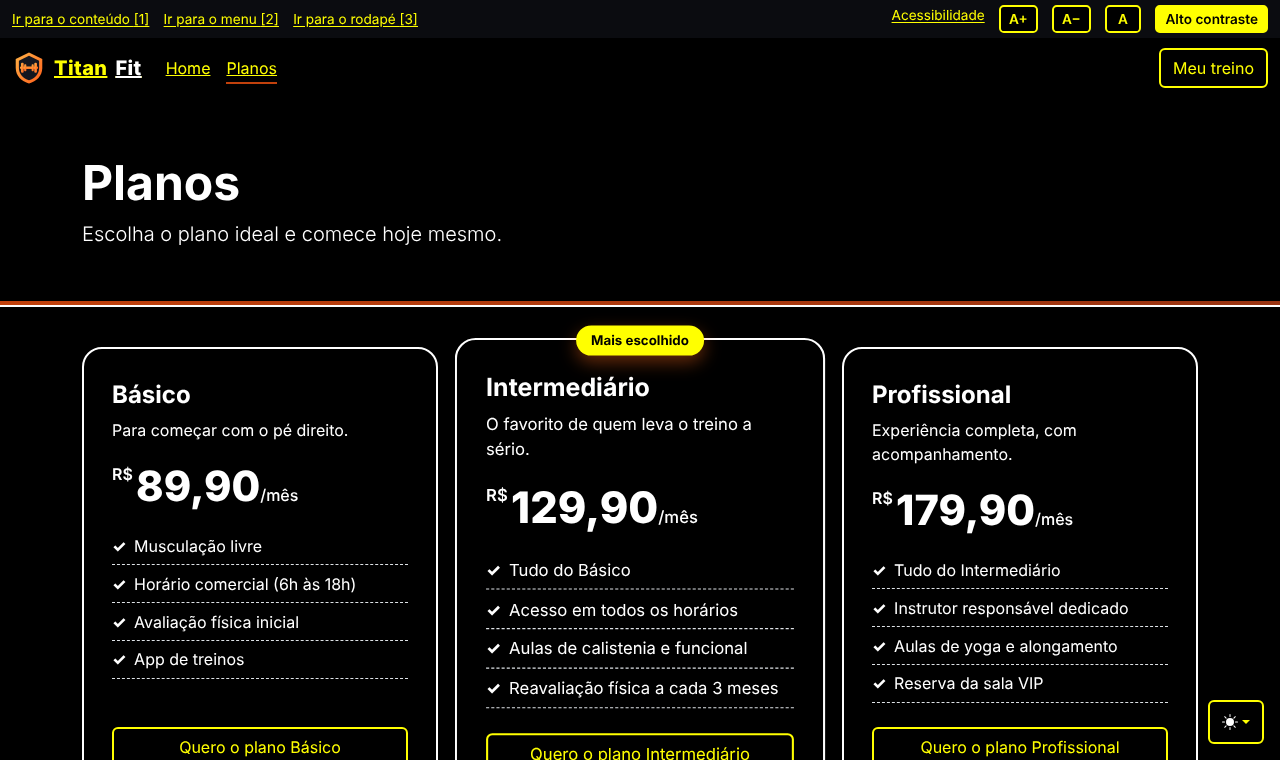 Ir para o conteúdo [1] Ir para o menu [2] Ir para o rodapé [3] Acessibilidade A+ A− A Alto contraste
Titan Fit Home Planos Meu treino
Planos
Escolha o plano ideal e comece hoje mesmo.
Básico
Para começar com o pé direito.
R$ 89,90/mês
Musculação livre
Horário comercial (6h às 18h)
Avaliação física inicial
App de treinos
Quero o plano Básico
Mais escolhido
Intermediário
O favorito de quem leva o treino a
sério.
R$ 129,90/mês
Tudo do Básico
Acesso em todos os horários
Aulas de calistenia e funcional
Reavaliação física a cada 3 meses
Quero o plano Intermediário
Profissional
Experiência completa, com
acompanhamento.
R$ 179,90/mês
Tudo do Intermediário
Instrutor responsável dedicado
Aulas de yoga e alongamento
Reserva da sala VIP
Quero o plano Profissional